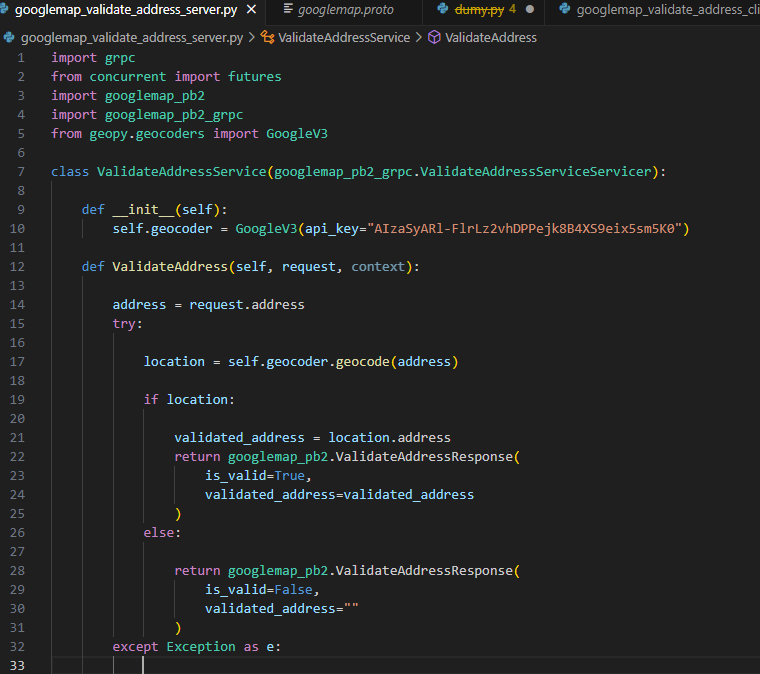 googlemap_validate_address_server.py googlemap.proto dumy.py 4 googlemap_validate_address_cli
googlemap_validate_address_server.py > ValidateAddressService > ValidateAddress
1 import grpc
2 from concurrent import futures
3 import googlemap_pb2
4 import googlemap_pb2_grpc
5 from geopy.geocoders import GoogleV3
6
7 class ValidateAddressService(googlemap_pb2_grpc.ValidateAddressServiceServicer):
8
9 def __init__(self):
10 self.geocoder = GoogleV3(api_key="AIzaSyARl-FlrLz2vhDPPejk8B4XS9eix5sm5K0")
11
12 def ValidateAddress(self, request, context):
13
14 address = request.address
15 try:
16
17 location = self.geocoder.geocode(address)
18
19 if location:
20
21 validated_address = location.address
22 return googlemap_pb2.ValidateAddressResponse(
23 is_valid=True,
24 validated_address=validated_address
25 )
26 else:
27
28 return googlemap_pb2.ValidateAddressResponse(
29 is_valid=False,
30 validated_address=""
31 )
32 except Exception as e:
33